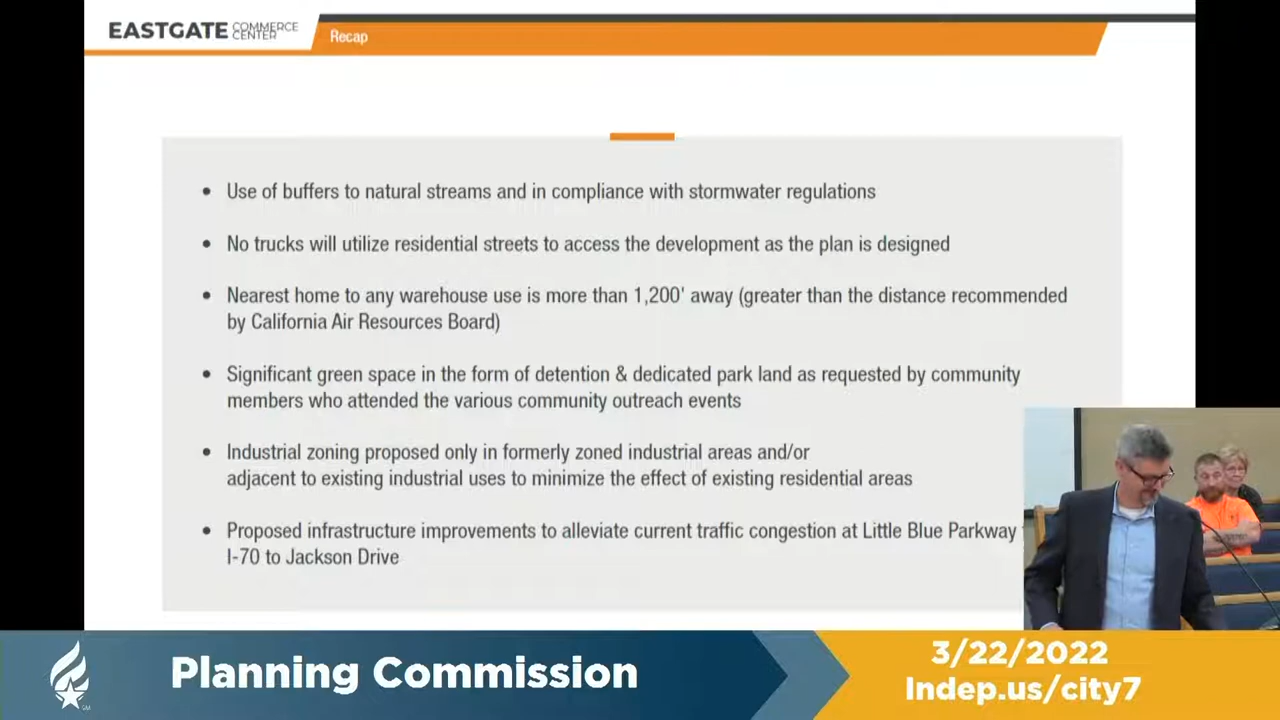 EASTGATE COMMERCE CENTER
Recap
• Use of buffers to natural streams and in compliance with stormwater regulations
• No trucks will utilize residential streets to access the development as the plan is designed
• Nearest home to any warehouse use is more than 1,200' away (greater than the distance recommended
by California Air Resources Board)
• Significant green space in the form of detention & dedicated park land as requested by community
members who attended the various community outreach events
• Industrial zoning proposed only in formerly zoned industrial areas and/or
adjacent to existing industrial uses to minimize the effect of existing residential areas
• Proposed infrastructure improvements to alleviate current traffic congestion at Little Blue Parkway
I-70 to Jackson Drive
Planning Commission
SM
3/22/2022
Indep.us/city7